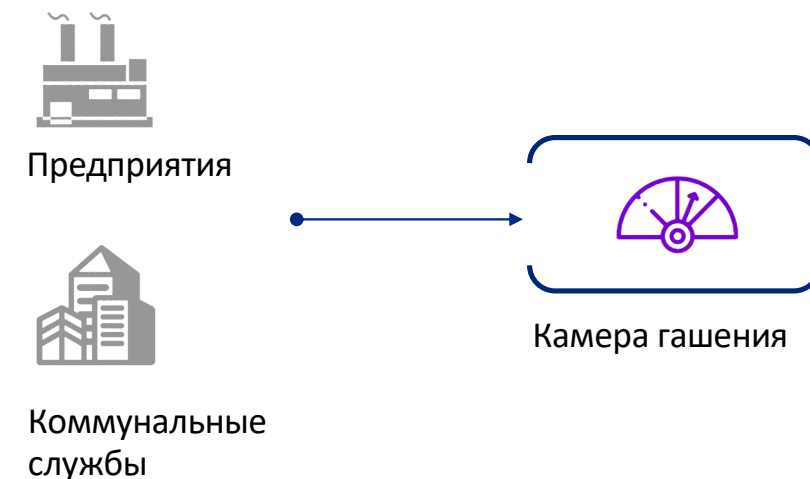 Предприятия
Камера гашения
Коммунальные
службы